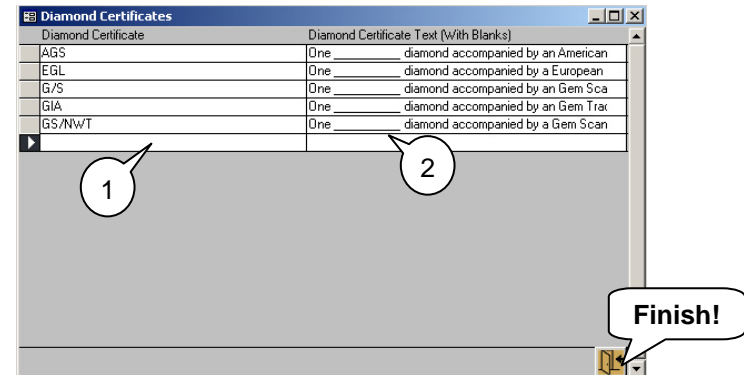 Diamond Certificates
Diamond Certificate Diamond Certificate Text (With Blanks)
AGS One __________ diamond accompanied by an American
EGL One __________ diamond accompanied by a European
G/S One __________ diamond accompanied by an Gem Sca
GIA One __________ diamond accompanied by an Gem Trac
GS/NWT One __________ diamond accompanied by a Gem Scan
1
2
Finish!